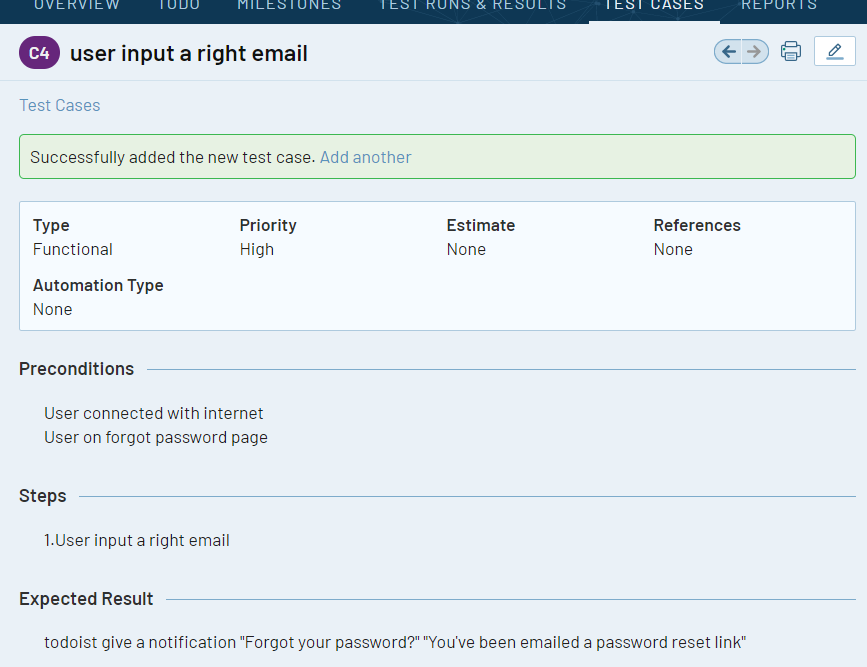 OVERVIEW TODO MILESTONES TEST RUNS & RESULTS TEST CASES REPORTS
C4 user input a right email
Test Cases
Successfully added the new test case. Add another
Type Priority Estimate References
Functional High None None
Automation Type
None
Preconditions
User connected with internet
User on forgot password page
Steps
1.User input a right email
Expected Result
todoist give a notification "Forgot your password?" "You've been emailed a password reset link"